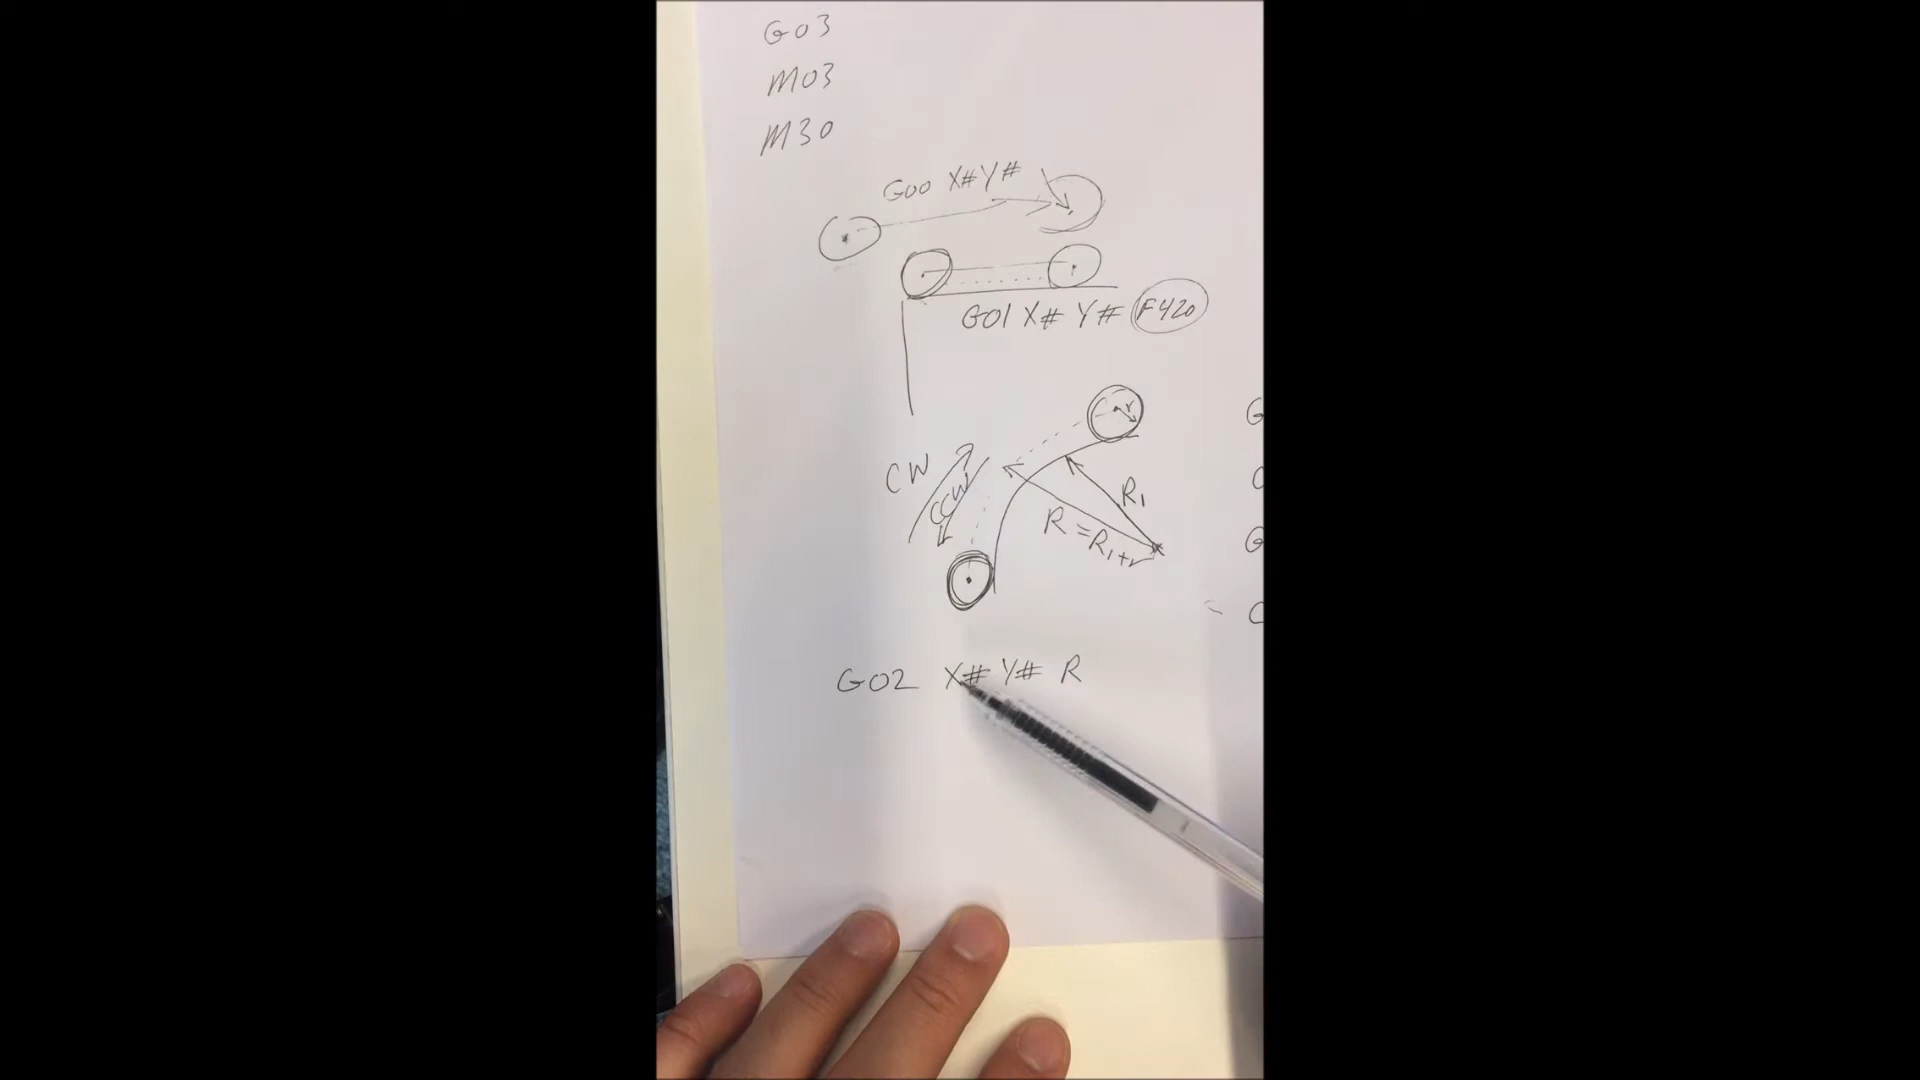 G03
M03
M30
G00 X# Y#
G01 X# Y# F420
r
CW
CCW
R1
R = R1+r
G02 X# Y# R